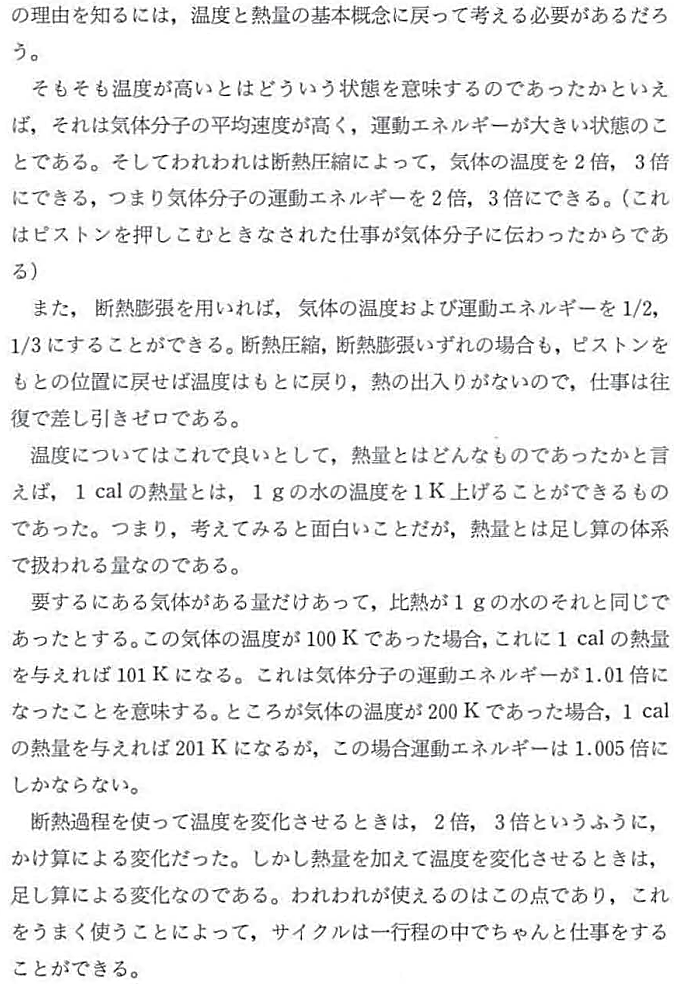 の理由を知るには，温度と熱量の基本概念に戻って考える必要があるだろ
う。
そもそも温度が高いとはどういう状態を意味するのであったかといえ
ば，それは気体分子の平均速度が高く，運動エネルギーが大きい状態のこ
とである。そしてわれわれは断熱圧縮によって，気体の温度を2倍，3倍
にできる，つまり気体分子の運動エネルギーを2倍，3倍にできる。（これ
はピストンを押しこむときなされた仕事が気体分子に伝わったからであ
る）
また，断熱膨張を用いれば，気体の温度および運動エネルギーを1/2，
1/3にすることができる。断熱圧縮，断熱膨張いずれの場合も，ピストンを
もとの位置に戻せば温度はもとに戻り，熱の出入りがないので，仕事は往
復で差し引きゼロである。
温度についてはこれで良いとして，熱量とはどんなものであったかと言
えば，1 calの熱量とは，1 gの水の温度を1 K上げることができるもの
であった。つまり，考えてみると面白いことだが，熱量とは足し算の体系
で扱われる量なのである。
要するにある気体がある量だけあって，比熱が1 gの水のそれと同じで
あったとする。この気体の温度が100 Kであった場合，これに1 calの熱量
を与えれば101 Kになる。これは気体分子の運動エネルギーが1.01倍に
なったことを意味する。ところが気体の温度が200 Kであった場合，1 cal
の熱量を与えれば201 Kになるが，この場合運動エネルギーは1.005倍に
しかならない。
断熱過程を使って温度を変化させるときは，2倍，3倍というふうに，
かけ算による変化だった。しかし熱量を加えて温度を変化させるときは，
足し算による変化なのである。われわれが使えるのはこの点であり，これ
をうまく使うことによって，サイクルは一行程の中でちゃんと仕事をする
ことができる。